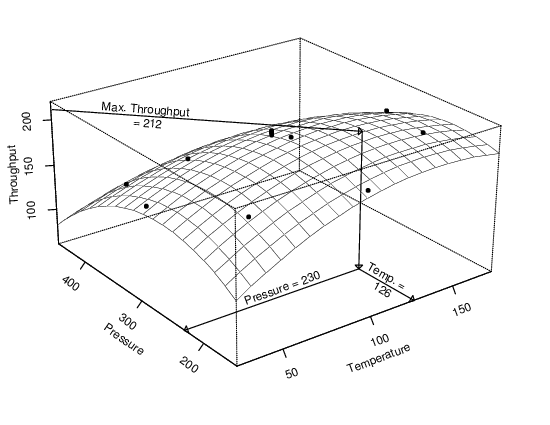 Max. Throughput
= 212
200
150
100
Throughput
Pressure = 230
Temp. =
126
400
300
200
Pressure
50
100
150
Temperature